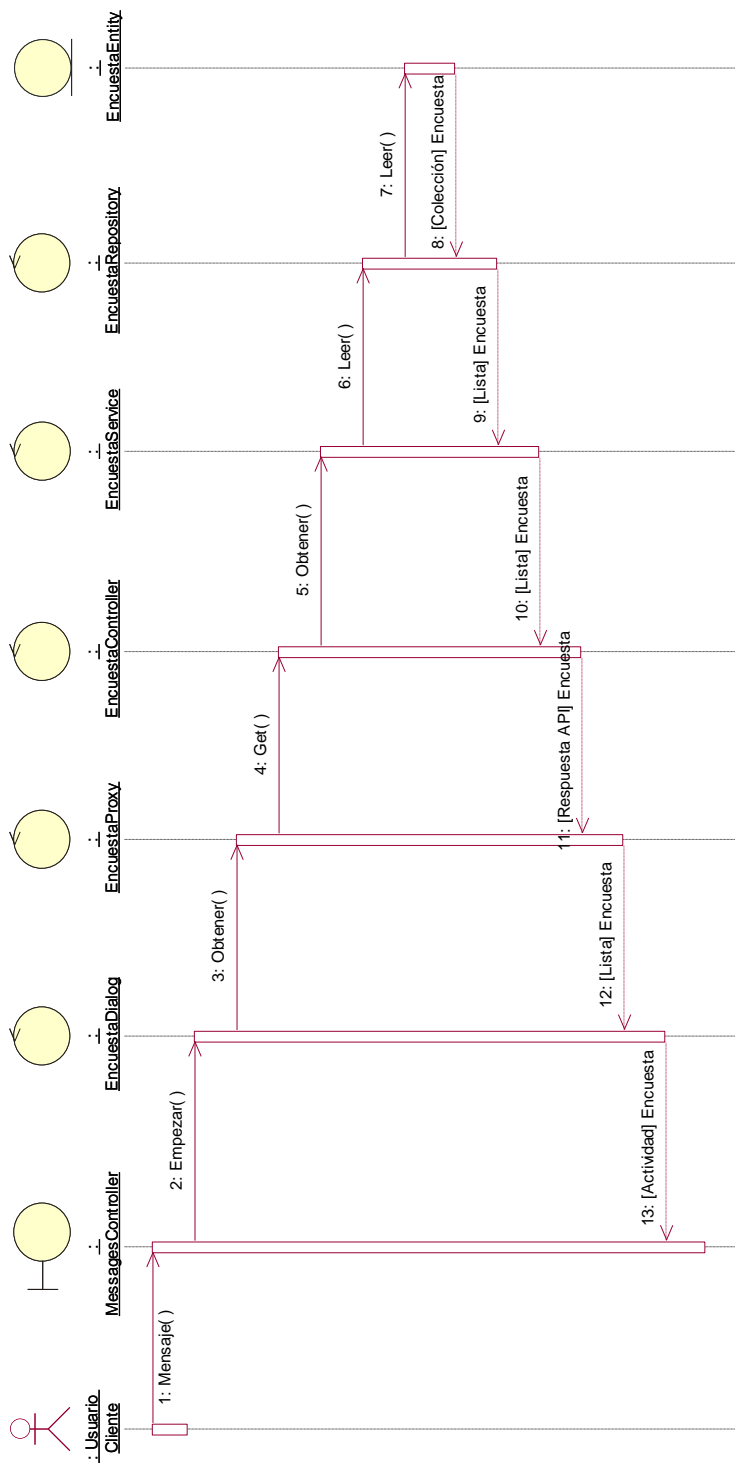 : Usuario
Cliente
:
MessagesController
:
EncuestaDialog
:
EncuestaProxy
:
EncuestaController
:
EncuestaService
:
EncuestaRepository
:
EncuestaEntity
1: Mensaje( )
2: Empezar( )
3: Obtener( )
4: Get( )
5: Obtener( )
6: Leer( )
7: Leer( )
8: [Colección] Encuesta
9: [Lista] Encuesta
10: [Lista] Encuesta
11: [Respuesta API] Encuesta
12: [Lista] Encuesta
13: [Actividad] Encuesta